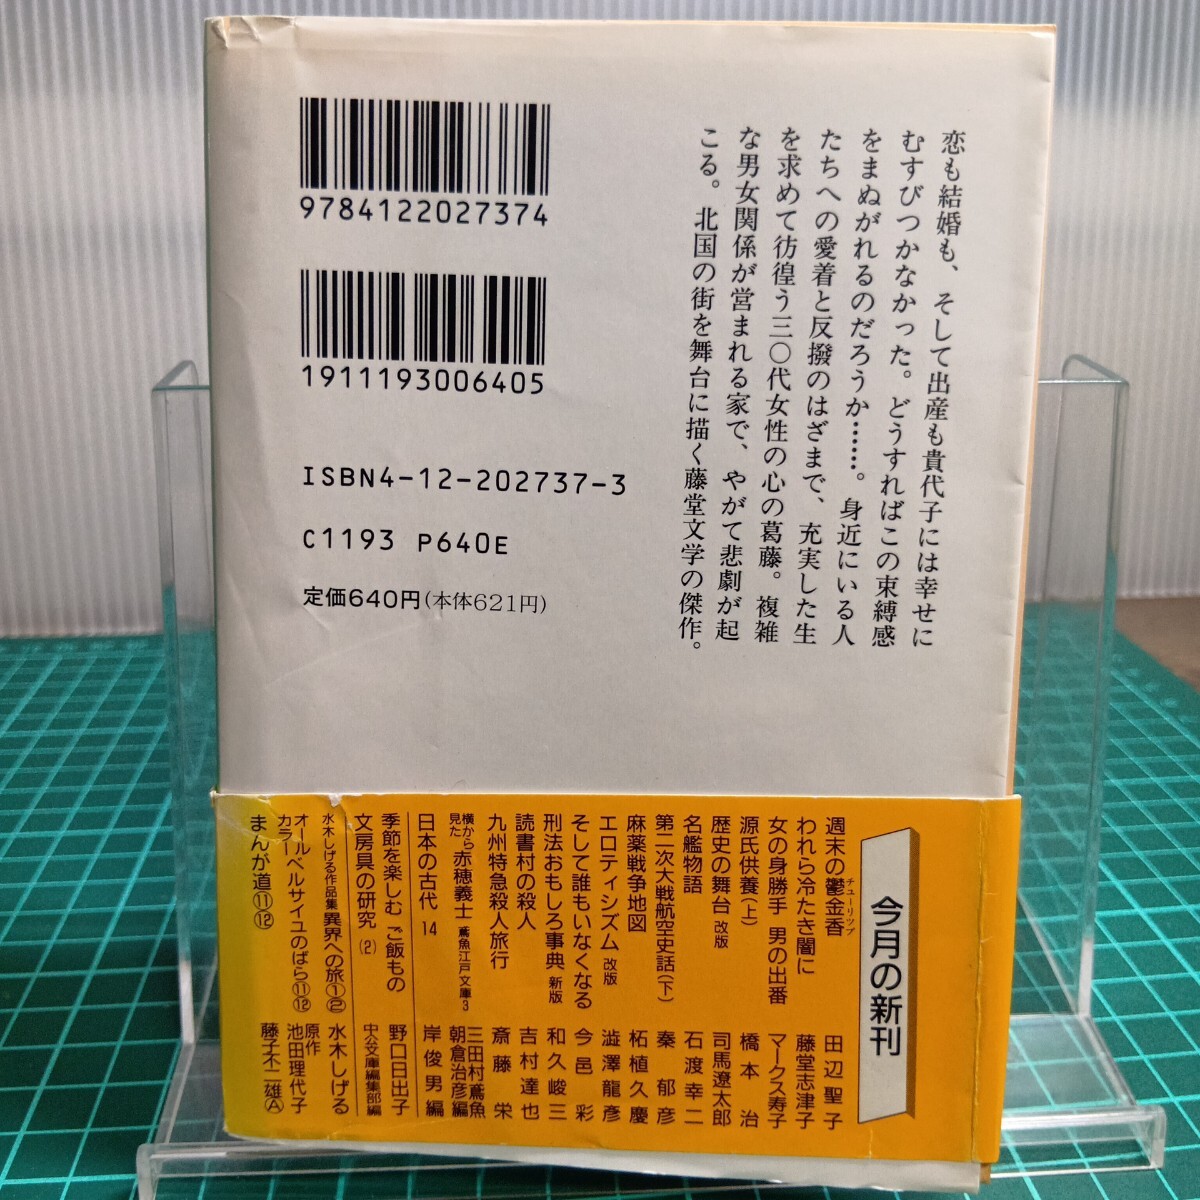 9784122027374
1911193006405
ISBN4-12-202737-3
C1193 P640E
定価640円(本体621円)
恋も結婚も、そして出産も貴代子には幸せに
むすびつかなかった。どうすればこの束縛感
をまぬがれるのだろうか……。身近にいる人
たちへの愛着と反撥のはざまで、充実した生
を求めて彷徨う三〇代女性の心の葛藤。複雑
な男女関係が営まれる家で、やがて悲劇が起
こる。北国の街を舞台に描く藤堂文学の傑作。
今月の新刊
週末の鬱金香 チューリップ 田辺聖子
われら冷たき闇に 藤堂志津子
女の身勝手 男の出番 マークス寿子
源氏供養(上) 橋本治
歴史の舞台 改版 司馬遼太郎
名艦物語 石渡幸二
第二次大戦航空史話(下) 秦郁彦
麻薬戦争地図 柘植久慶
エロティシズム 改版 澁澤龍彥
そして誰もいなくなる 今邑彩
刑法おもしろ事典 新版 和久峻三
読書村の殺人 吉村達也
九州特急殺人旅行 斎藤栄
横から見た 赤穂義士 鳶魚江戸文庫3 三田村鳶魚 朝倉治彦編
日本の古代 14 岸俊男編
季節を楽しむ ご飯もの 野口日出子
文房具の研究(2) 中公文庫編集部編
水木しげる作品集 異界への旅①② 水木しげる
オールカラー ベルサイユのばら⑪⑫ 原作 池田理代子
まんが道⑪⑫ 藤子不二雄Ⓐ